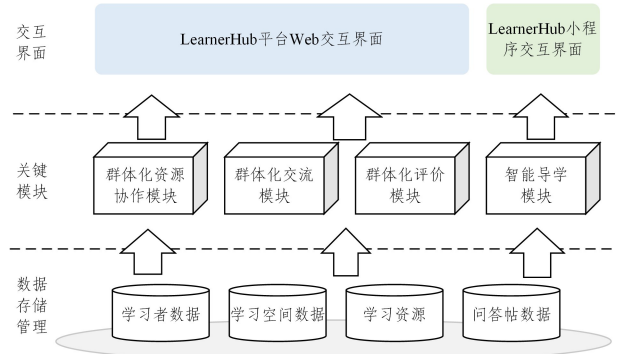 交互
界面
LearnerHub平台Web交互界面
LearnerHub小程
序交互界面
关键
模块
群体化资源
协作模块
群体化交流
模块
群体化评价
模块
智能导学
模块
数据
存储
管理
学习者数据
学习空间数据
学习资源
问答帖数据